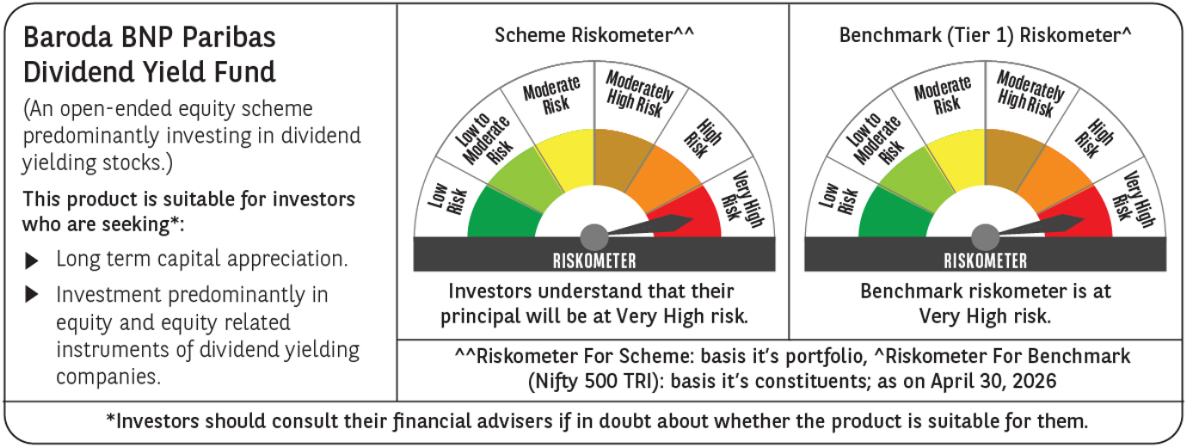 Baroda BNP Paribas
Dividend Yield Fund
(An open-ended equity scheme
predominantly investing in dividend
yielding stocks.)
This product is suitable for investors
who are seeking*:
▶ Long term capital appreciation.
▶ Investment predominantly in
equity and equity related
instruments of dividend yielding
companies.
Scheme Riskometer^^
Low
Risk
Low to
Moderate
Risk
Moderate
Risk
Moderately
High Risk
High
Risk
Very High
Risk
RISKOMETER
Investors understand that their
principal will be at Very High risk.
Benchmark (Tier 1) Riskometer^
Low
Risk
Low to
Moderate
Risk
Moderate
Risk
Moderately
High Risk
High
Risk
Very High
Risk
RISKOMETER
Benchmark riskometer is at
Very High risk.
^^Riskometer For Scheme: basis it's portfolio, ^Riskometer For Benchmark
(Nifty 500 TRI): basis it's constituents; as on April 30, 2026
*Investors should consult their financial advisers if in doubt about whether the product is suitable for them.